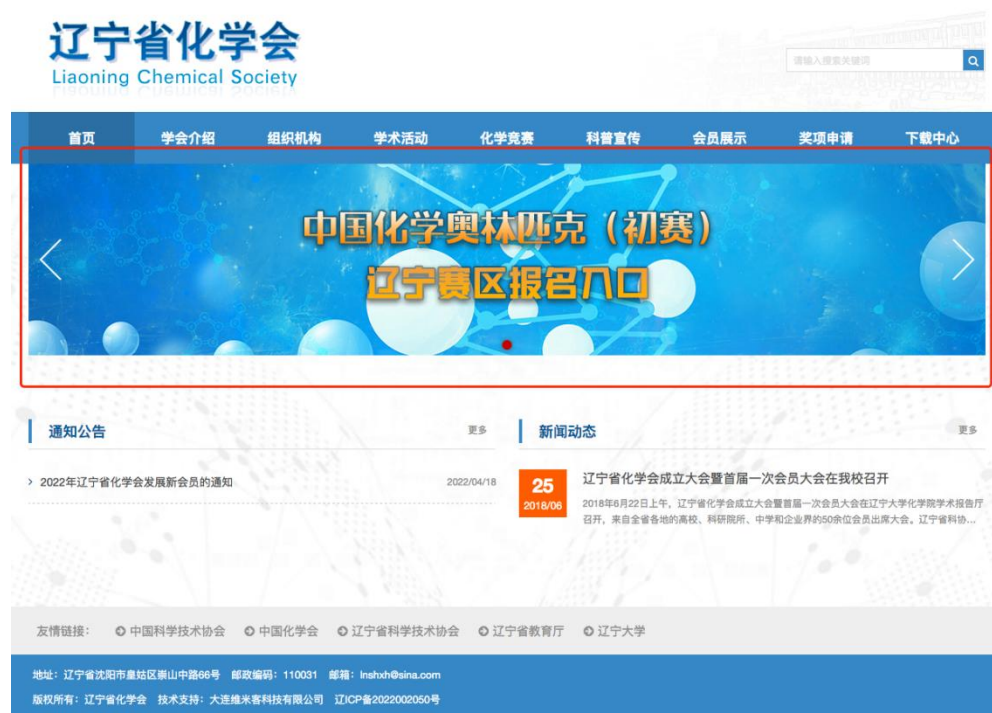 辽宁省化学会
Liaoning Chemical Society
请输入搜索关键词
首页 学会介绍 组织机构 学术活动 化学竞赛 科普宣传 会员展示 奖项申请 下载中心
中国化学奥林匹克（初赛）
辽宁赛区报名入口
通知公告 更多
2022年辽宁省化学会发展新会员的通知 2022/04/18
新闻动态 更多
25
2018/06
辽宁省化学会成立大会暨首届一次会员大会在我校召开
2018年6月22日上午，辽宁省化学会成立大会暨首届一次会员大会在辽宁大学化学院学术报告厅
召开，来自全省各地的高校、科研院所、中学和企业界的50余位会员出席大会。辽宁省科协...
友情链接： 中国科学技术协会 中国化学会 辽宁省科学技术协会 辽宁省教育厅 辽宁大学
地址：辽宁省沈阳市皇姑区崇山中路66号 邮政编码：110031 邮箱：lnshxh@sina.com
版权所有：辽宁省化学会 技术支持：大连维米客科技有限公司 辽ICP备2022002050号